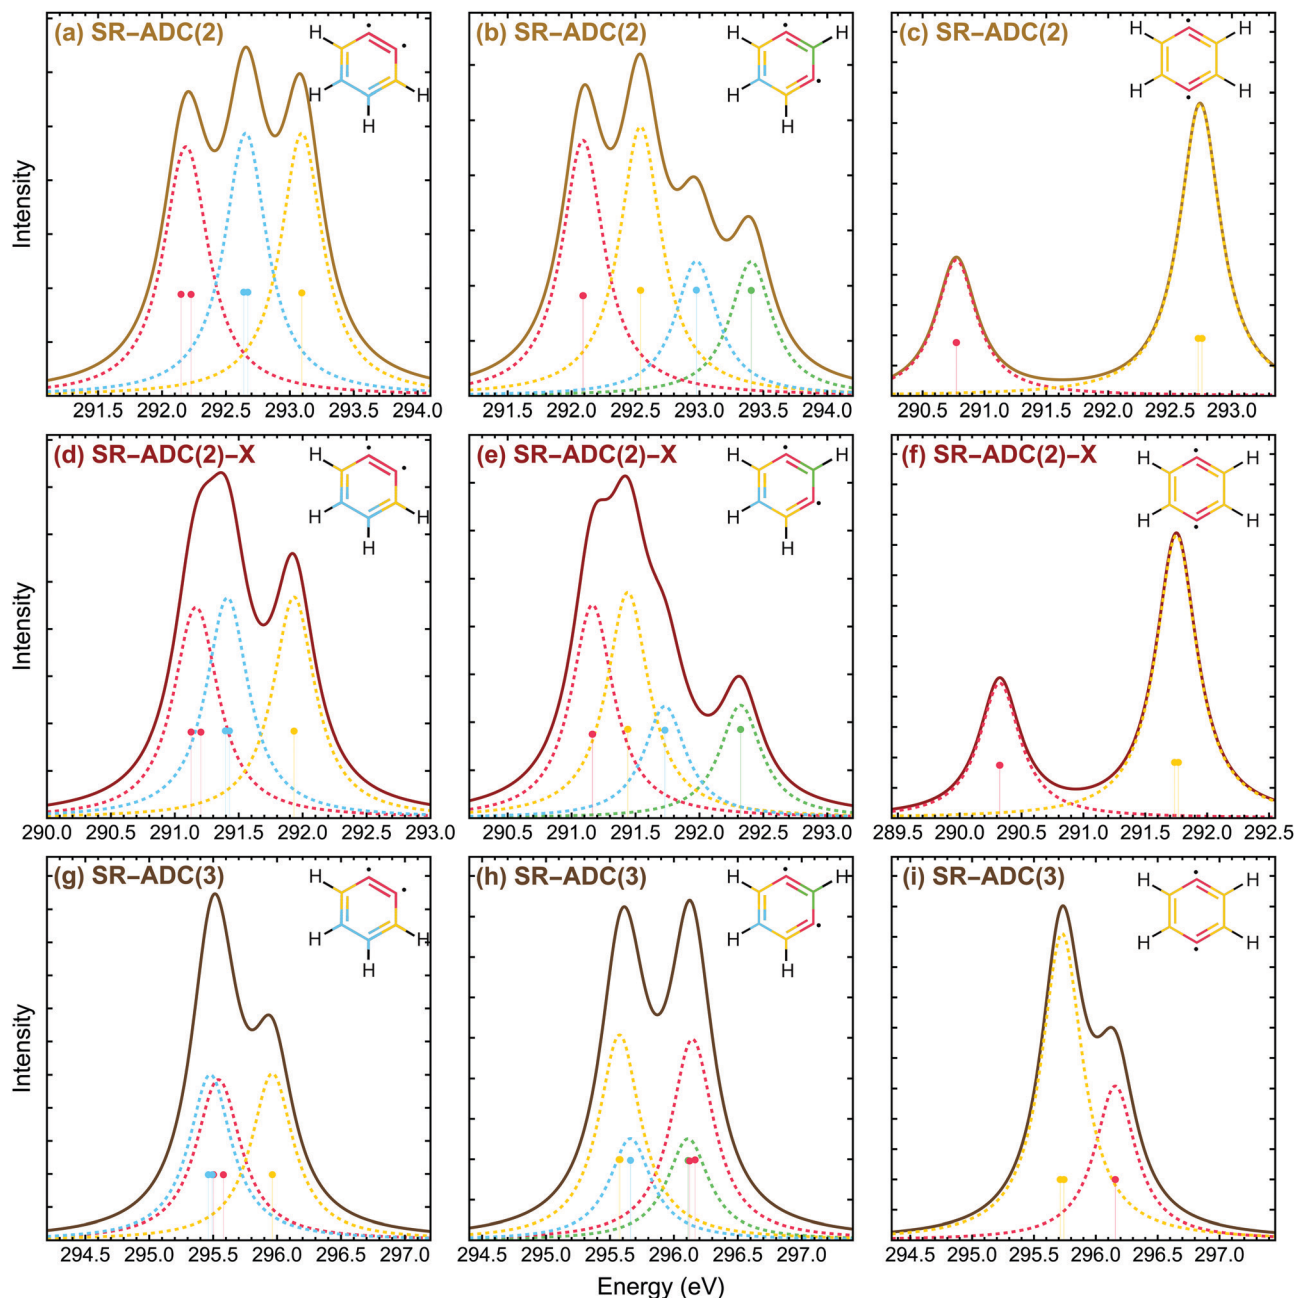 (a) SR–ADC(2)
H
H
H
H
291.5 292.0 292.5 293.0 293.5 294.0
(b) SR–ADC(2)
H
H
H
H
291.5 292.0 292.5 293.0 293.5 294.0
(c) SR–ADC(2)
H
H
H
H
290.5 291.0 291.5 292.0 292.5 293.0
Intensity
(d) SR–ADC(2)–X
H
H
H
H
290.0 290.5 291.0 291.5 292.0 292.5 293.0
(e) SR–ADC(2)–X
H
H
H
H
290.5 291.0 291.5 292.0 292.5 293.0
(f) SR–ADC(2)–X
H
H
H
H
289.5 290.0 290.5 291.0 291.5 292.0 292.5
Intensity
(g) SR–ADC(3)
H
H
H
H
294.5 295.0 295.5 296.0 296.5 297.0
(h) SR–ADC(3)
H
H
H
H
294.5 295.0 295.5 296.0 296.5 297.0
(i) SR–ADC(3)
H
H
H
H
294.5 295.0 295.5 296.0 296.5 297.0
Intensity
Energy (eV)